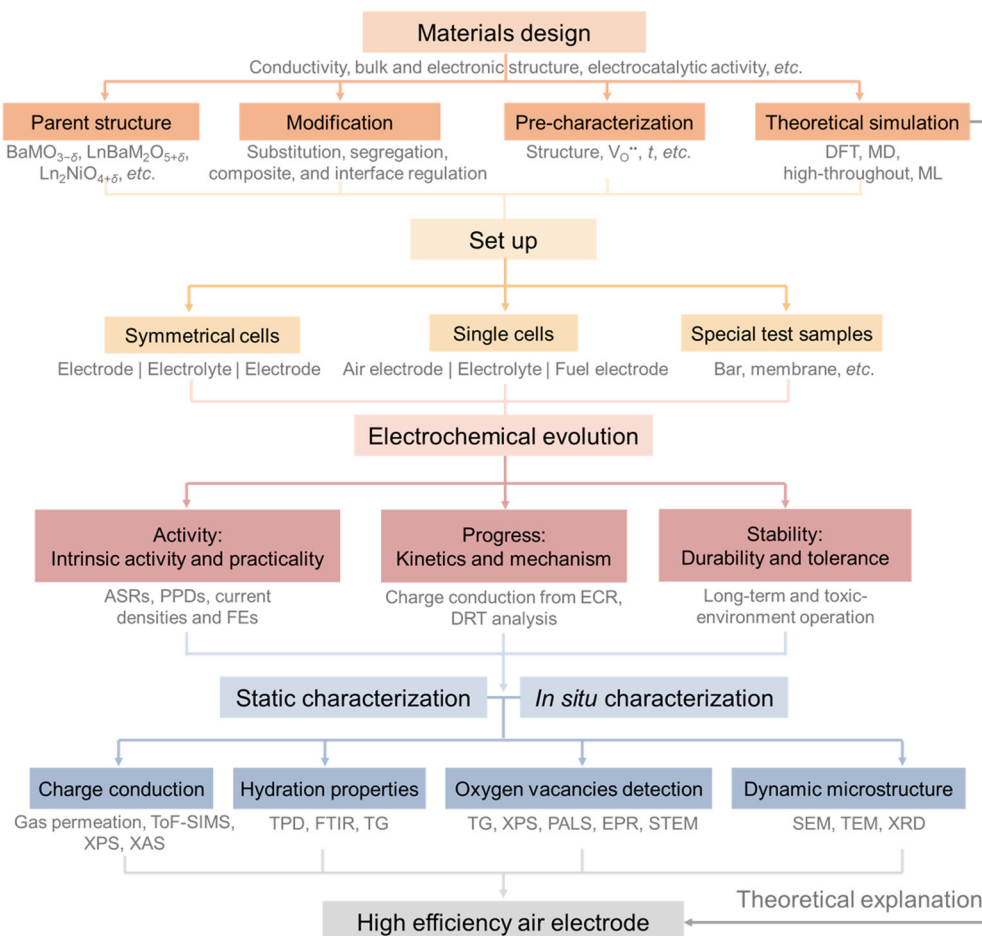 Materials design
Conductivity, bulk and electronic structure, electrocatalytic activity, etc.
Parent structure
BaMO₃₋δ, LnBaM₂O₅₊δ,
Ln₂NiO₄₊δ, etc.
Modification
Substitution, segregation,
composite, and interface regulation
Pre-characterization
Structure, V_O••, t, etc.
Theoretical simulation
DFT, MD,
high-throughout, ML
Set up
Symmetrical cells
Electrode | Electrolyte | Electrode
Single cells
Air electrode | Electrolyte | Fuel electrode
Special test samples
Bar, membrane, etc.
Electrochemical evolution
Activity:
Intrinsic activity and practicality
ASRs, PPDs, current
densities and FEs
Progress:
Kinetics and mechanism
Charge conduction from ECR,
DRT analysis
Stability:
Durability and tolerance
Long-term and toxic-
environment operation
Static characterization
In situ characterization
Charge conduction
Gas permeation, ToF-SIMS,
XPS, XAS
Hydration properties
TPD, FTIR, TG
Oxygen vacancies detection
TG, XPS, PALS, EPR, STEM
Dynamic microstructure
SEM, TEM, XRD
Theoretical explanation
High efficiency air electrode